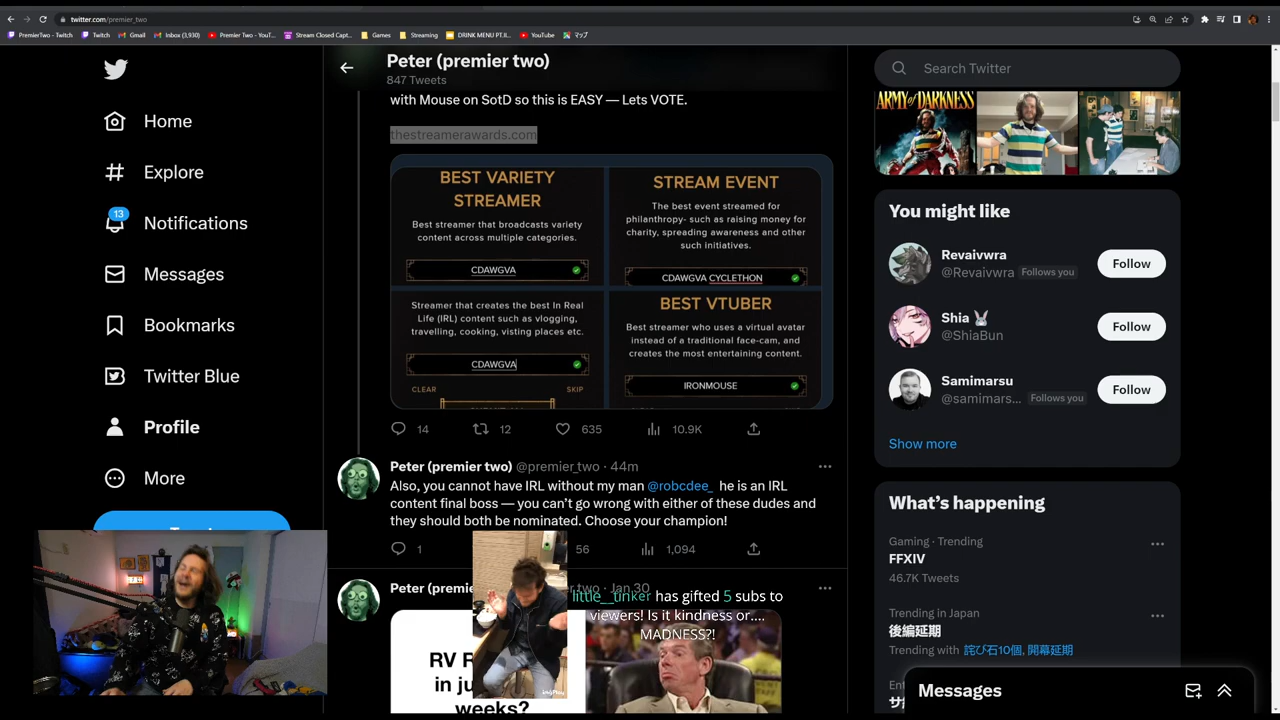 twitter.com/premier_two
PremierTwo - Twitch
Twitch
Gmail
Inbox (3,930)
Premier Two - YouT...
Stream Closed Capt...
Games
Streaming
DRINK MENU PT.II...
YouTube
マップ
Peter (premier two)
847 Tweets
Search Twitter
Home
Explore
13
Notifications
Messages
Bookmarks
Twitter Blue
Profile
More
with Mouse on SotD so this is EASY — Lets VOTE.
thestreamerawards.com
BEST VARIETY
STREAMER
Best streamer that broadcasts variety
content across multiple categories.
CDAWGVA
STREAM EVENT
The best event streamed for
philanthropy- such as raising money for
charity, spreading awareness and other
such initiatives.
CDAWGVA CYCLETHON
Streamer that creates the best In Real
Life (IRL) content such as vlogging,
travelling, cooking, visting places etc.
CDAWGVA
CLEAR
SKIP
BEST VTUBER
Best streamer who uses a virtual avatar
instead of a traditional face-cam, and
creates the most entertaining content.
IRONMOUSE
14
12
635
10.9K
Peter (premier two) @premier_two · 44m
Also, you cannot have IRL without my man @robcdee_ he is an IRL
content final boss — you can’t go wrong with either of these dudes and
they should both be nominated. Choose your champion!
1
56
1,094
Peter (premie
two · Jan 30
little__tinker has gifted 5 subs to
viewers! Is it kindness or....
MADNESS?!
RV R
in ju
weeks?
ARMY of DARKNESS
You might like
Revaivwra
@Revaivwra Follows you
Follow
Shia
@ShiaBun
Follow
Samimarsu
@samimars... Follows you
Follow
Show more
What’s happening
Gaming · Trending
FFXIV
46.7K Tweets
Trending in Japan
後編延期
Trending with 詫び石10個, 開幕延期
Messages